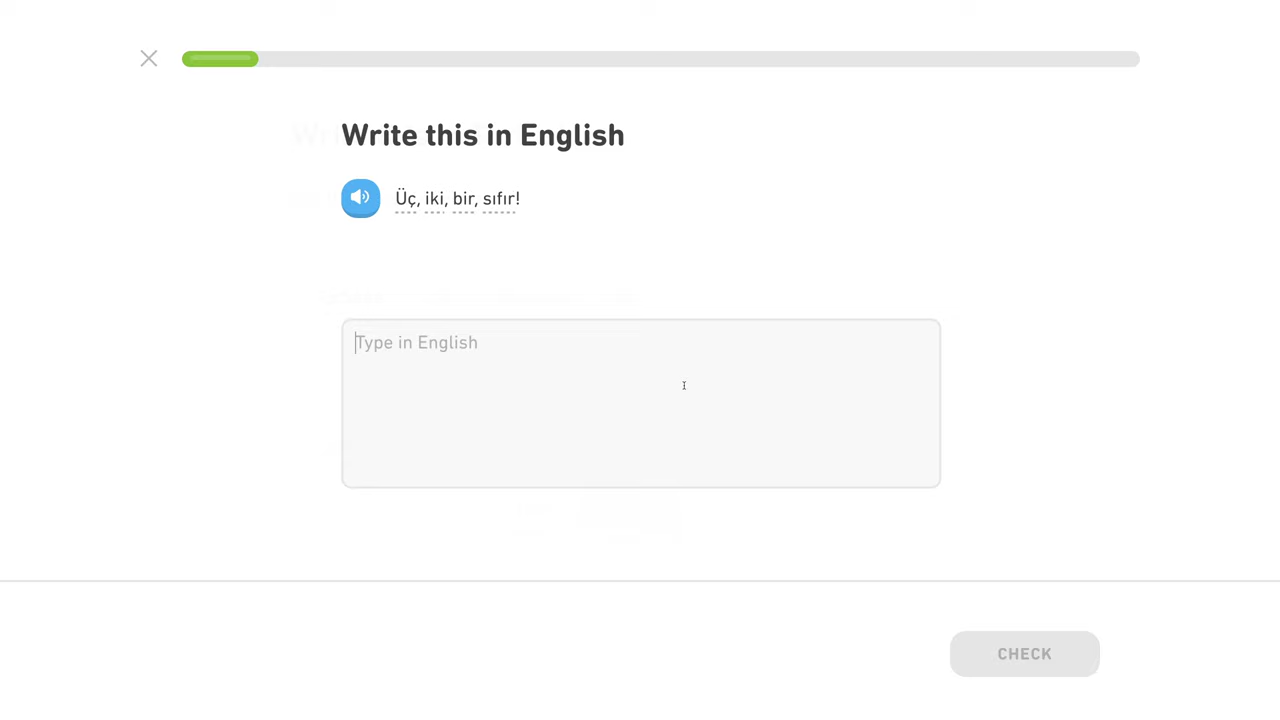 Write this in English
Üç, iki, bir, sıfır!
Type in English
CHECK